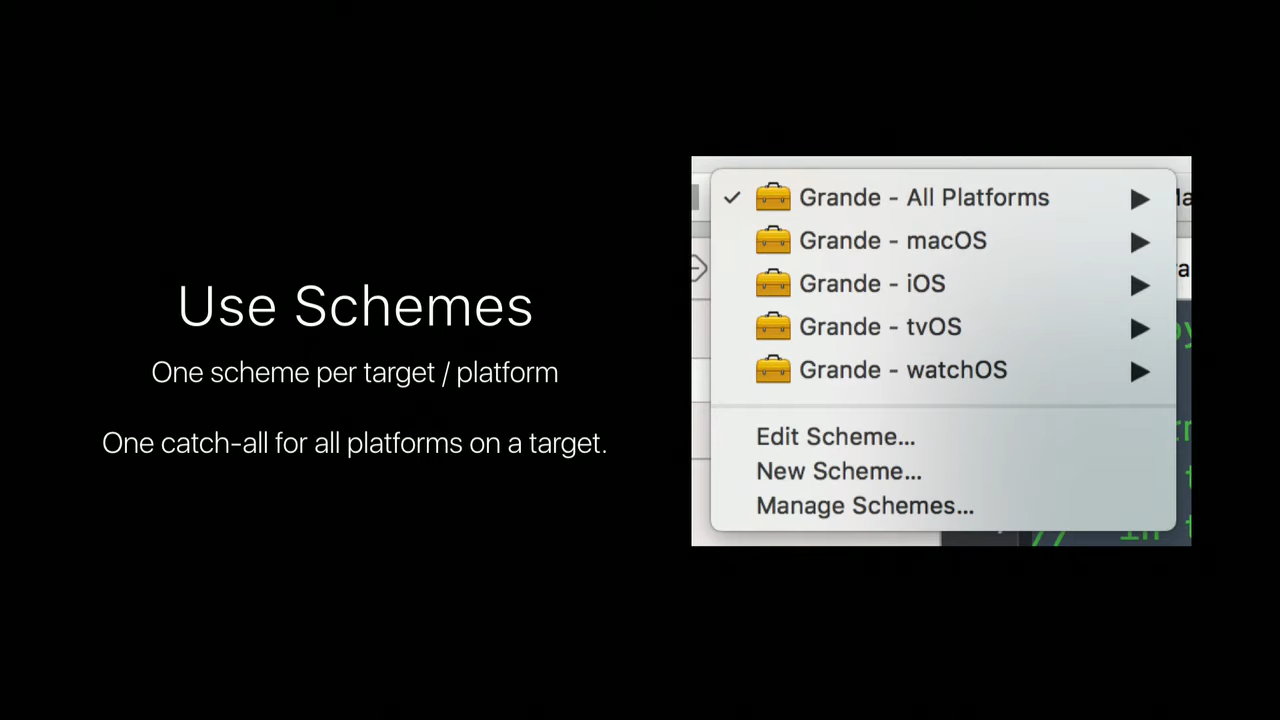 Use Schemes
One scheme per target / platform
One catch-all for all platforms on a target.
✓ Grande - All Platforms ▶
Grande - macOS ▶
Grande - iOS ▶
Grande - tvOS ▶
Grande - watchOS ▶
Edit Scheme...
New Scheme...
Manage Schemes...
// in t